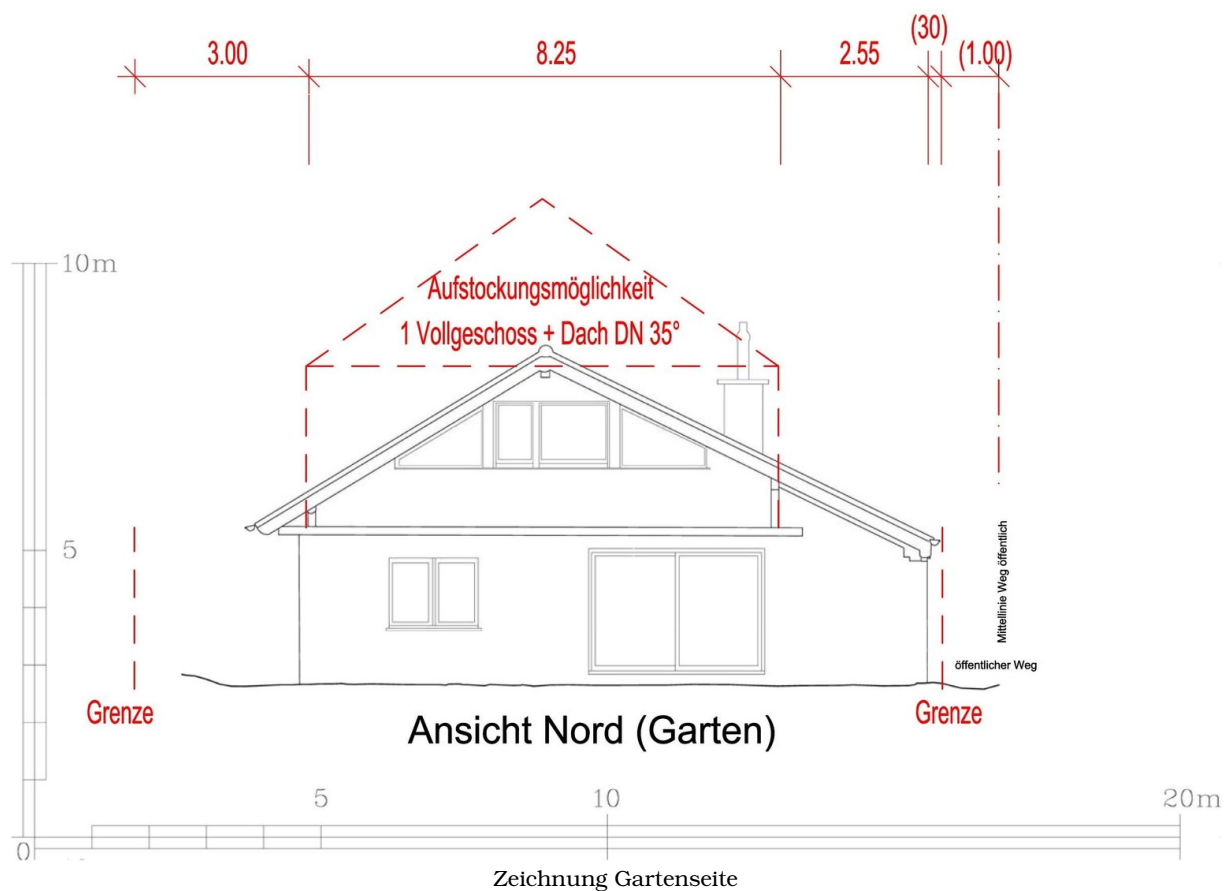 3.00
8.25
2.55
(30)
(1.00)
10m
Aufstockungsmöglichkeit
1 Vollgeschoss + Dach DN 35°
5
Mittellinie Weg öffentlich
öffentlicher Weg
Grenze
Grenze
Ansicht Nord (Garten)
5
10
20m
0
Zeichnung Gartenseite